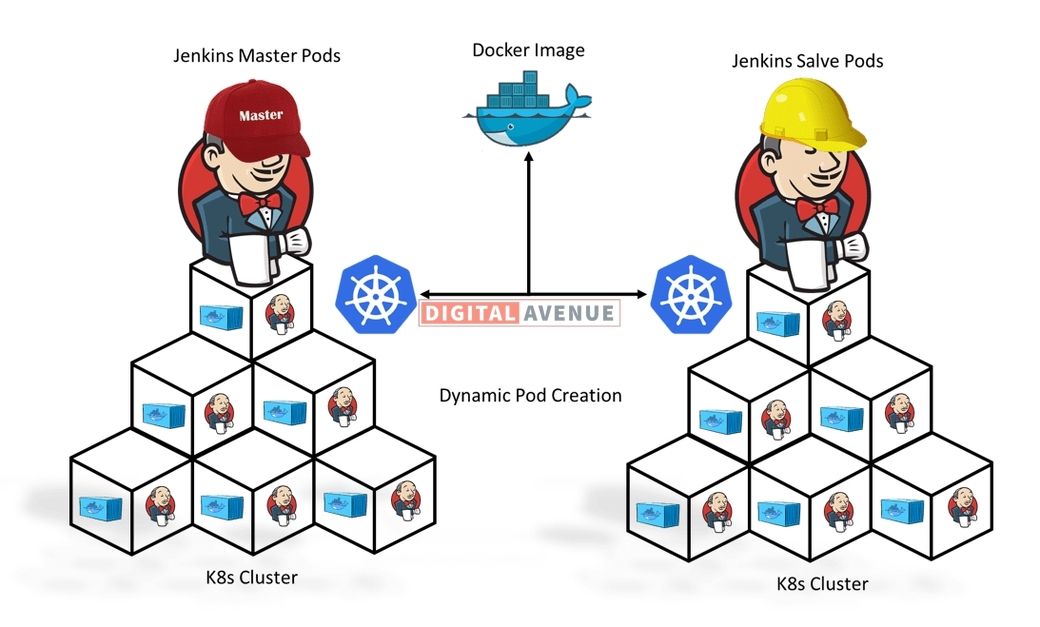 Jenkins Master Pods
Docker Image
Jenkins Salve Pods
Master
DIGITAL AVENUE
Dynamic Pod Creation
K8s Cluster
K8s Cluster